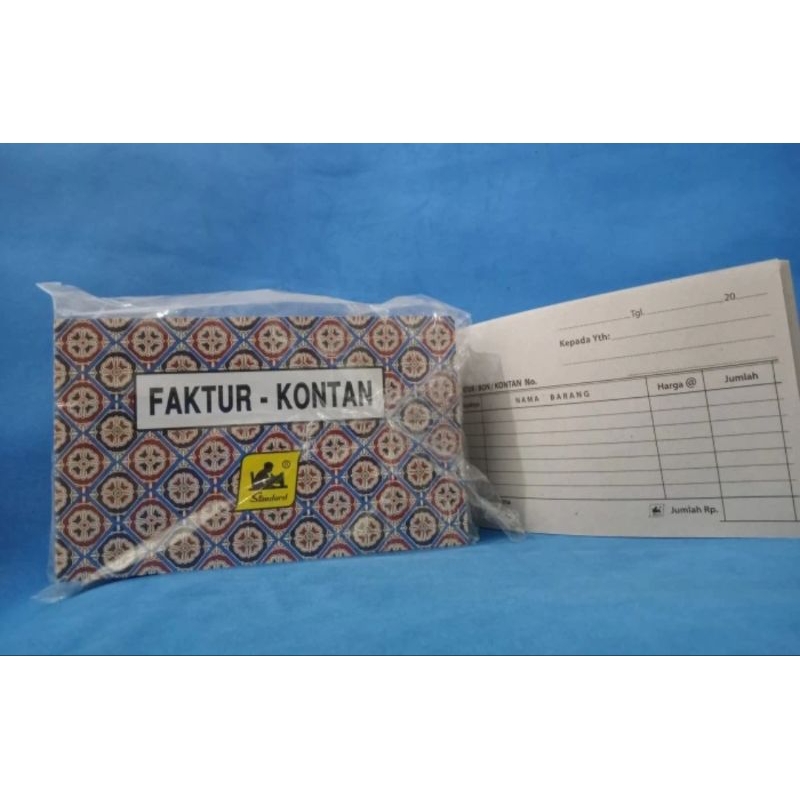 FAKTUR - KONTAN
®
Standard
Tgl. 20
Kepada Yth:
BON / KONTAN No.
NAMA BARANG
Harga @
Jumlah
Jumlah Rp.